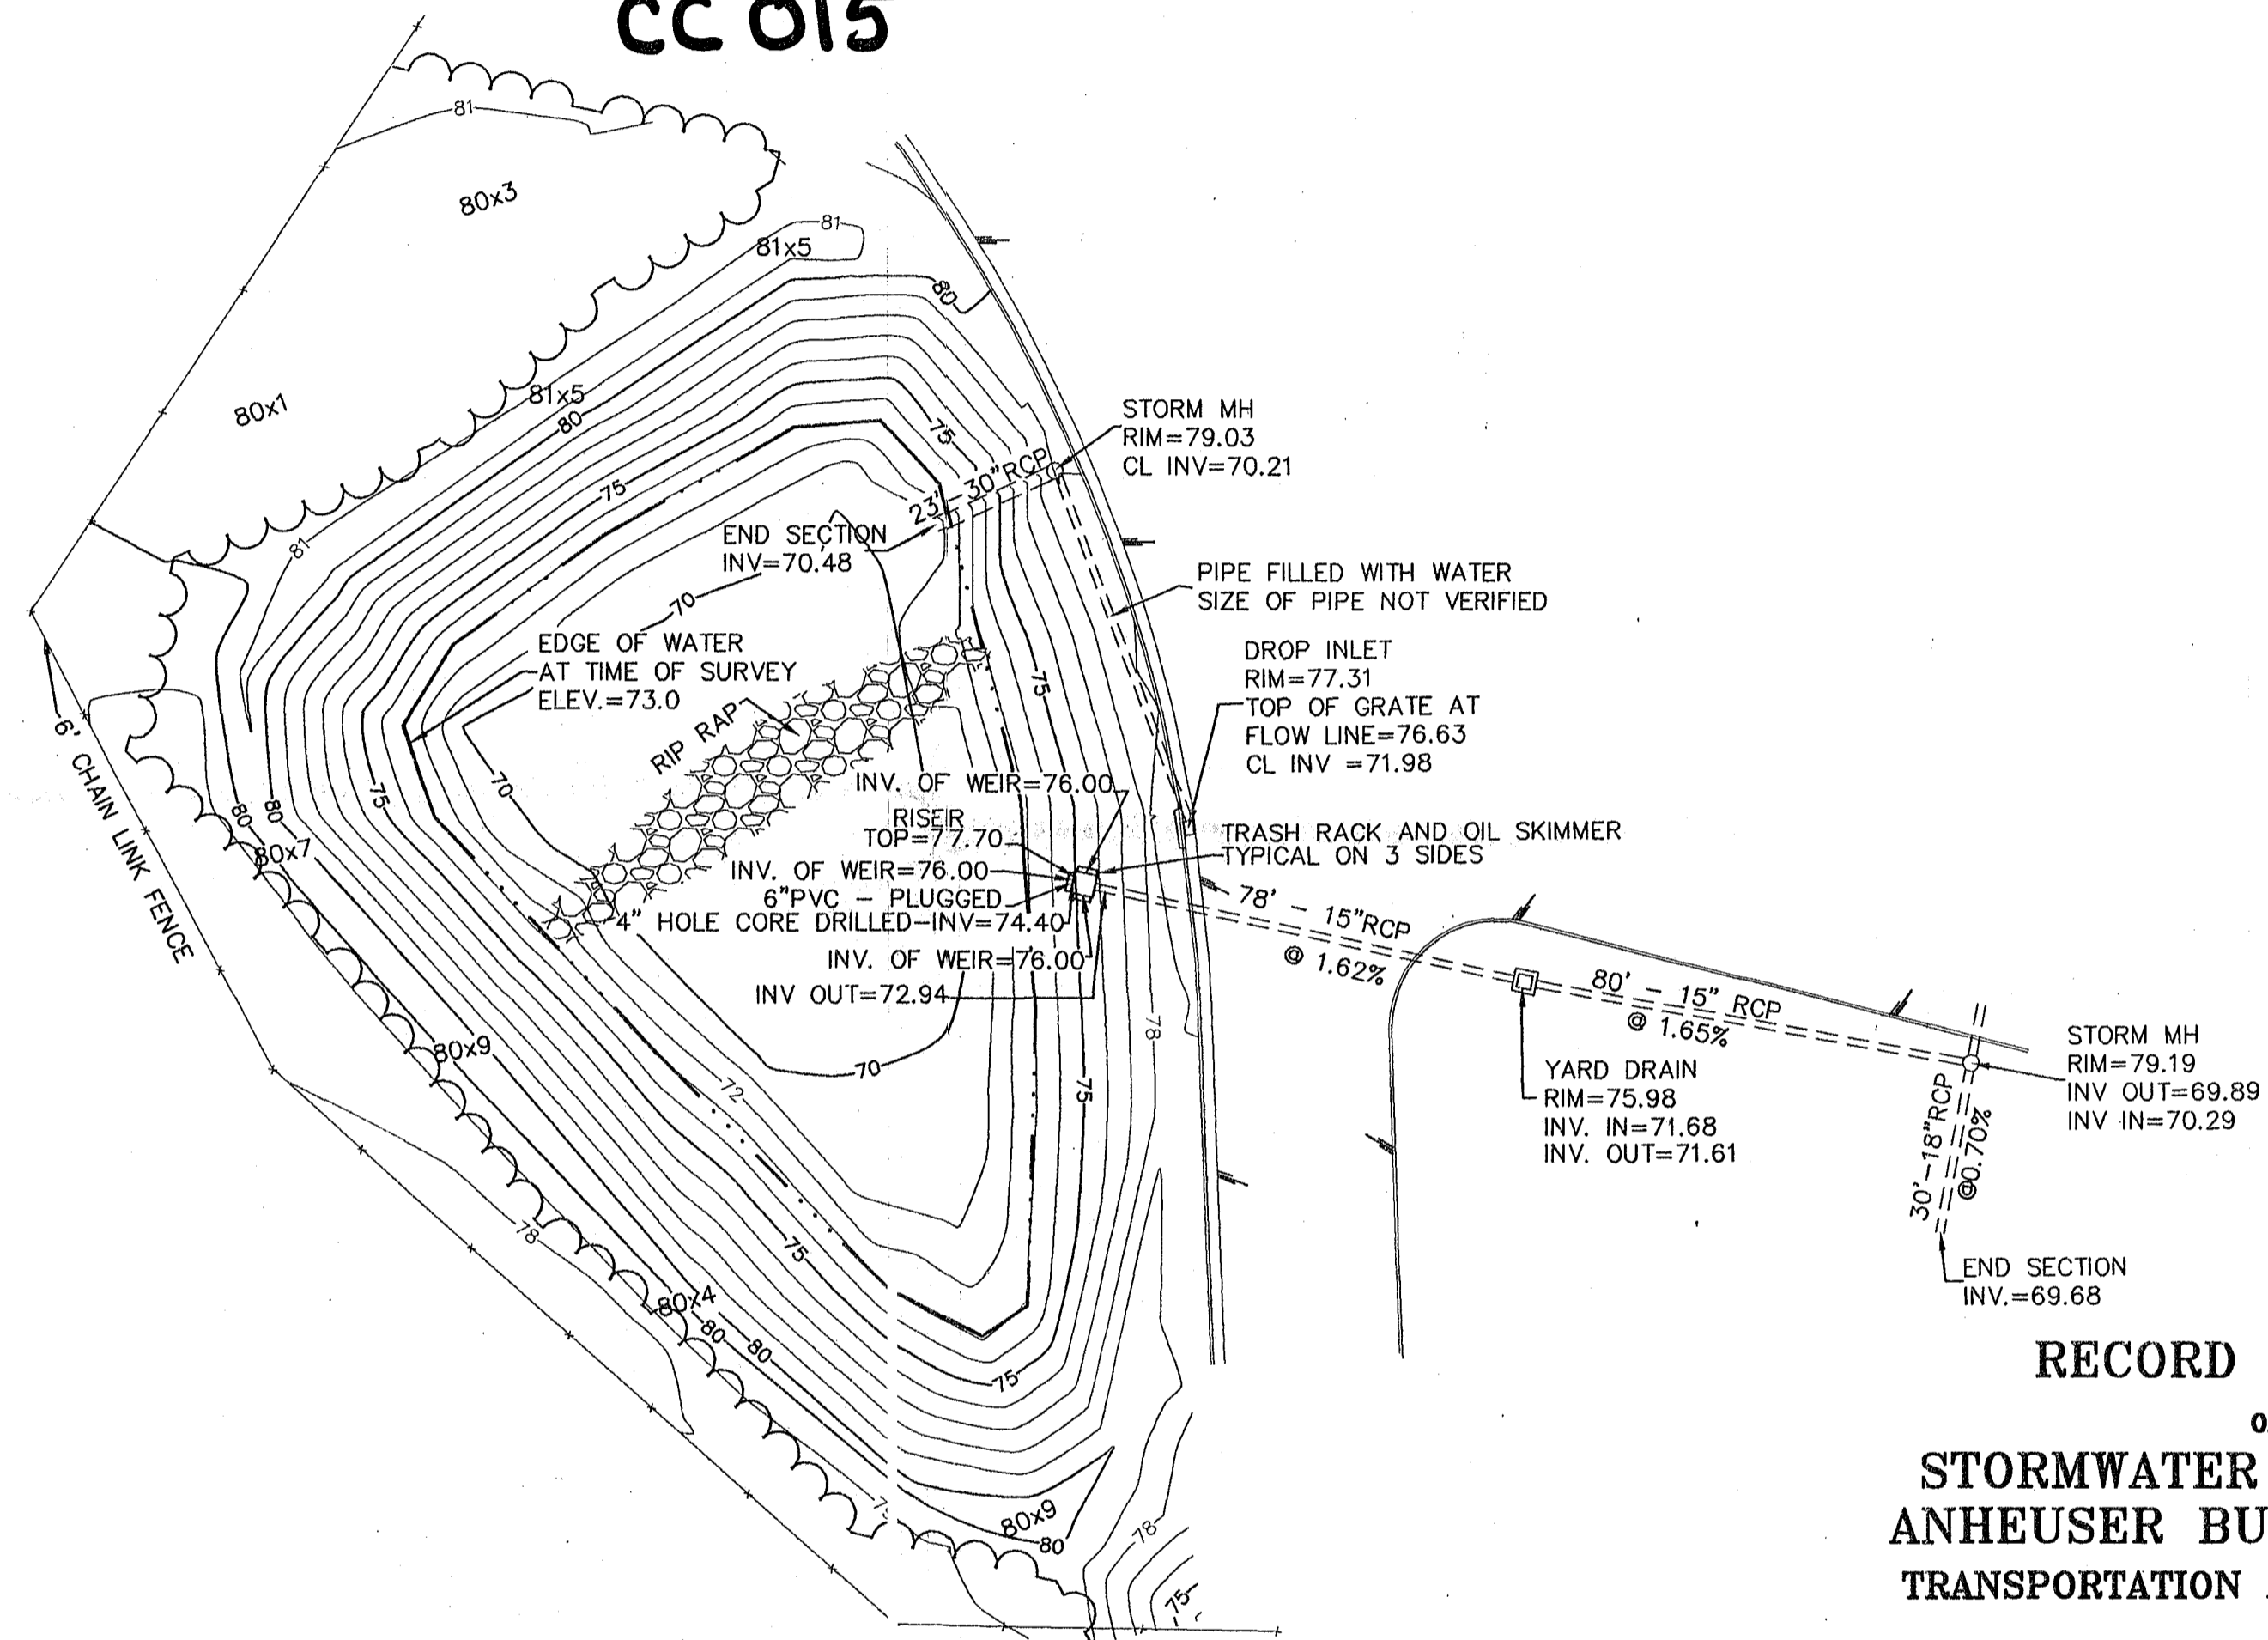 CC 015
81
80x3
81
81x5
80
80x1
81x5
80
75
75
81
STORM MH
RIM=79.03
CL INV=70.21
23' - 30"RCP
END SECTION
INV=70.48
PIPE FILLED WITH WATER
SIZE OF PIPE NOT VERIFIED
70
EDGE OF WATER
AT TIME OF SURVEY
ELEV.=73.0
75
DROP INLET
RIM=77.31
TOP OF GRATE AT
FLOW LINE=76.63
CL INV =71.98
RIP RAP
6' CHAIN LINK FENCE
70
75
80
80
80x7
INV. OF WEIR=76.00
RISER
TOP=77.70
TRASH RACK AND OIL SKIMMER
TYPICAL ON 3 SIDES
INV. OF WEIR=76.00
6"PVC - PLUGGED
4" HOLE CORE DRILLED-INV=74.40
INV. OF WEIR=76.00
INV OUT=72.94
78' - 15"RCP
@ 1.62%
80' - 15" RCP
@ 1.65%
80x9
72
70
75
78
YARD DRAIN
RIM=75.98
INV. IN=71.68
INV. OUT=71.61
STORM MH
RIM=79.19
INV OUT=69.89
INV IN=70.29
30'-18"RCP
@0.70%
END SECTION
INV.=69.68
78
75
80x4
80
80
75
80x9
80
78
75
RECORD
STORMWATER
ANHEUSER BU
TRANSPORTATION